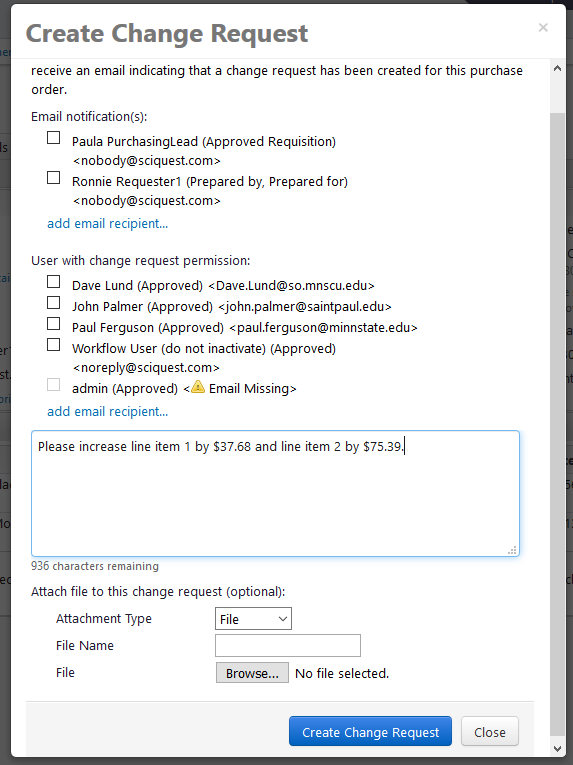 Create Change Request
×
receive an email indicating that a change request has been created for this purchase
order.
Email notification(s):
Paula PurchasingLead (Approved Requisition)
<nobody@sciquest.com>
Ronnie Requester1 (Prepared by, Prepared for)
<nobody@sciquest.com>
add email recipient...
User with change request permission:
Dave Lund (Approved) <Dave.Lund@so.mnscu.edu>
John Palmer (Approved) <john.palmer@saintpaul.edu>
Paul Ferguson (Approved) <paul.ferguson@minnstate.edu>
Workflow User (do not inactivate) (Approved)
<noreply@sciquest.com>
admin (Approved) < Email Missing>
add email recipient...
Please increase line item 1 by $37.68 and line item 2 by $75.39.
936 characters remaining
Attach file to this change request (optional):
Attachment Type File
File Name
File Browse... No file selected.
Create Change Request Close